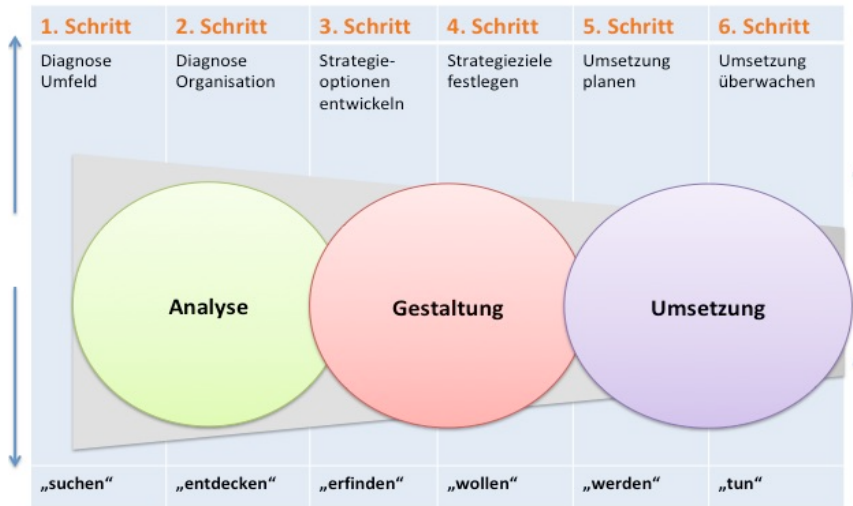 1. Schritt
2. Schritt
3. Schritt
4. Schritt
5. Schritt
6. Schritt
Diagnose
Umfeld
Diagnose
Organisation
Strategie-
optionen
entwickeln
Strategieziele
festlegen
Umsetzung
planen
Umsetzung
überwachen
Analyse
Gestaltung
Umsetzung
„suchen“
„entdecken“
„erfinden“
„wollen“
„werden“
„tun“